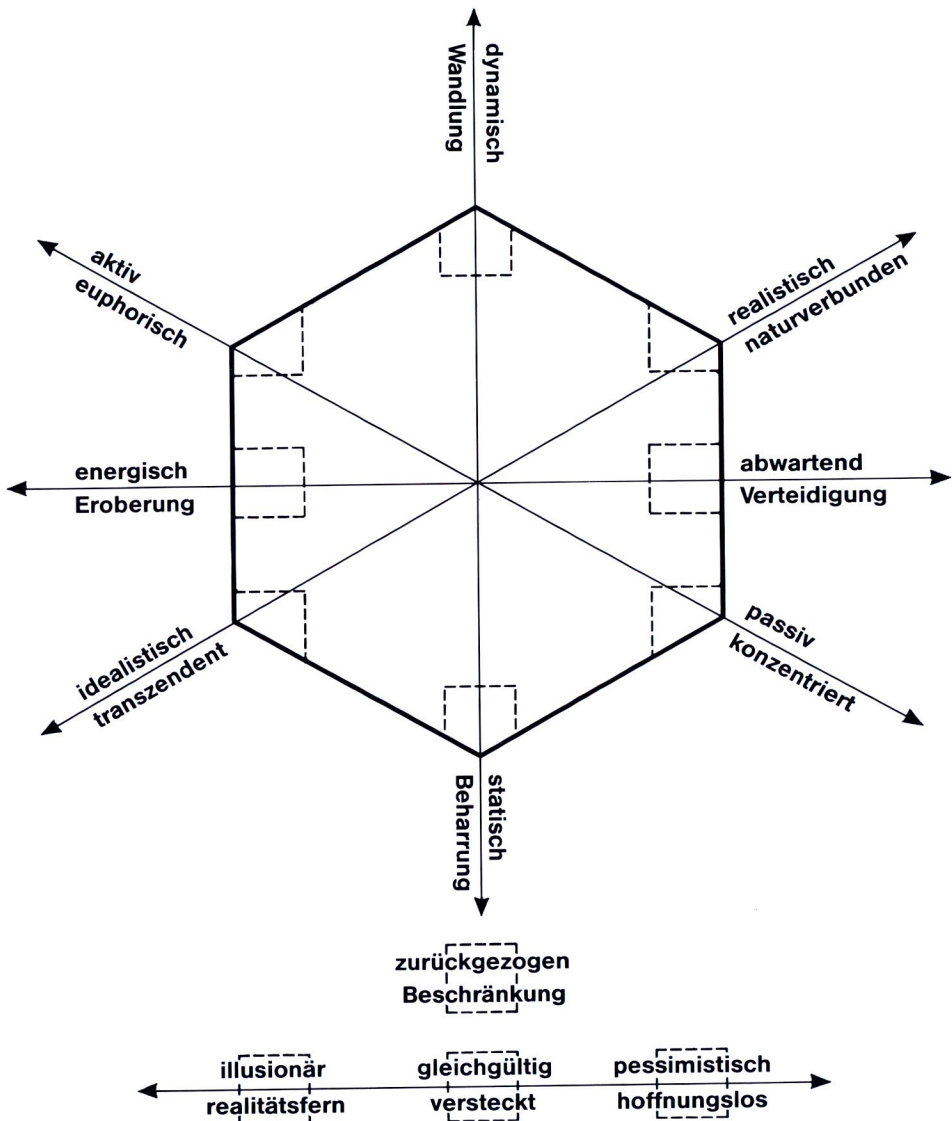 dynamisch
Wandlung
aktiv
euphorisch
realistisch
naturverbunden
energisch
Eroberung
abwartend
Verteidigung
idealistisch
transzendent
passiv
konzentriert
statisch
Beharrung
zurückgezogen
Beschränkung
illusionär
realitätsfern
gleichgültig
versteckt
pessimistisch
hoffnungslos